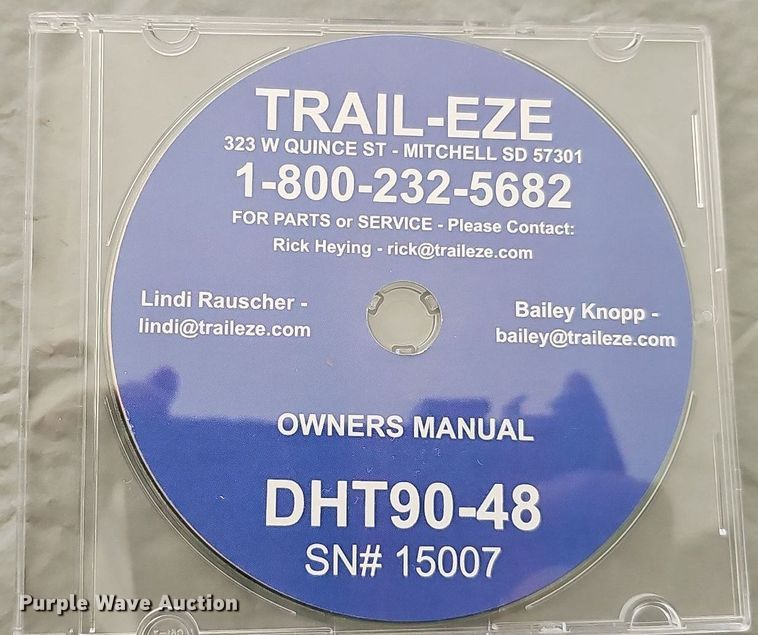 TRAIL-EZE
323 W QUINCE ST - MITCHELL SD 57301
1-800-232-5682
FOR PARTS or SERVICE - Please Contact:
Rick Heying - rick@traileze.com
Lindi Rauscher -
lindi@traileze.com
Bailey Knopp -
bailey@traileze.com
OWNERS MANUAL
DHT90-48
SN# 15007
Purple Wave Auction